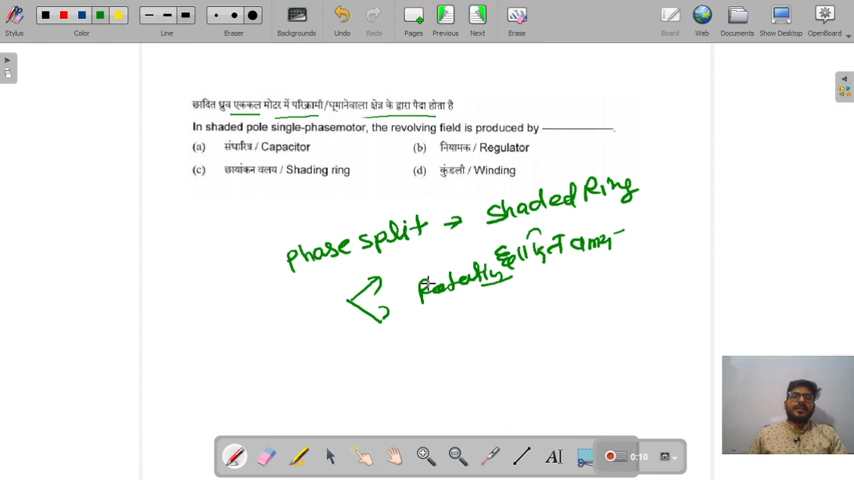 Stylus
Color
Line
Eraser
Backgrounds
Undo
Redo
Pages
Previous
Next
Erase
Board
Web
Documents
Show Desktop
OpenBoard
छादित ध्रुव एककल मोटर में परिक्रामी/घूमानेवाला क्षेत्र के द्वारा पैदा होता है
In shaded pole single-phasemotor, the revolving field is produced by
(a) संघारित्र / Capacitor
(b) नियामक / Regulator
(c) छायांकन वलय / Shading ring
(d) कुंडली / Winding
phase split → shaded Ring
0:10